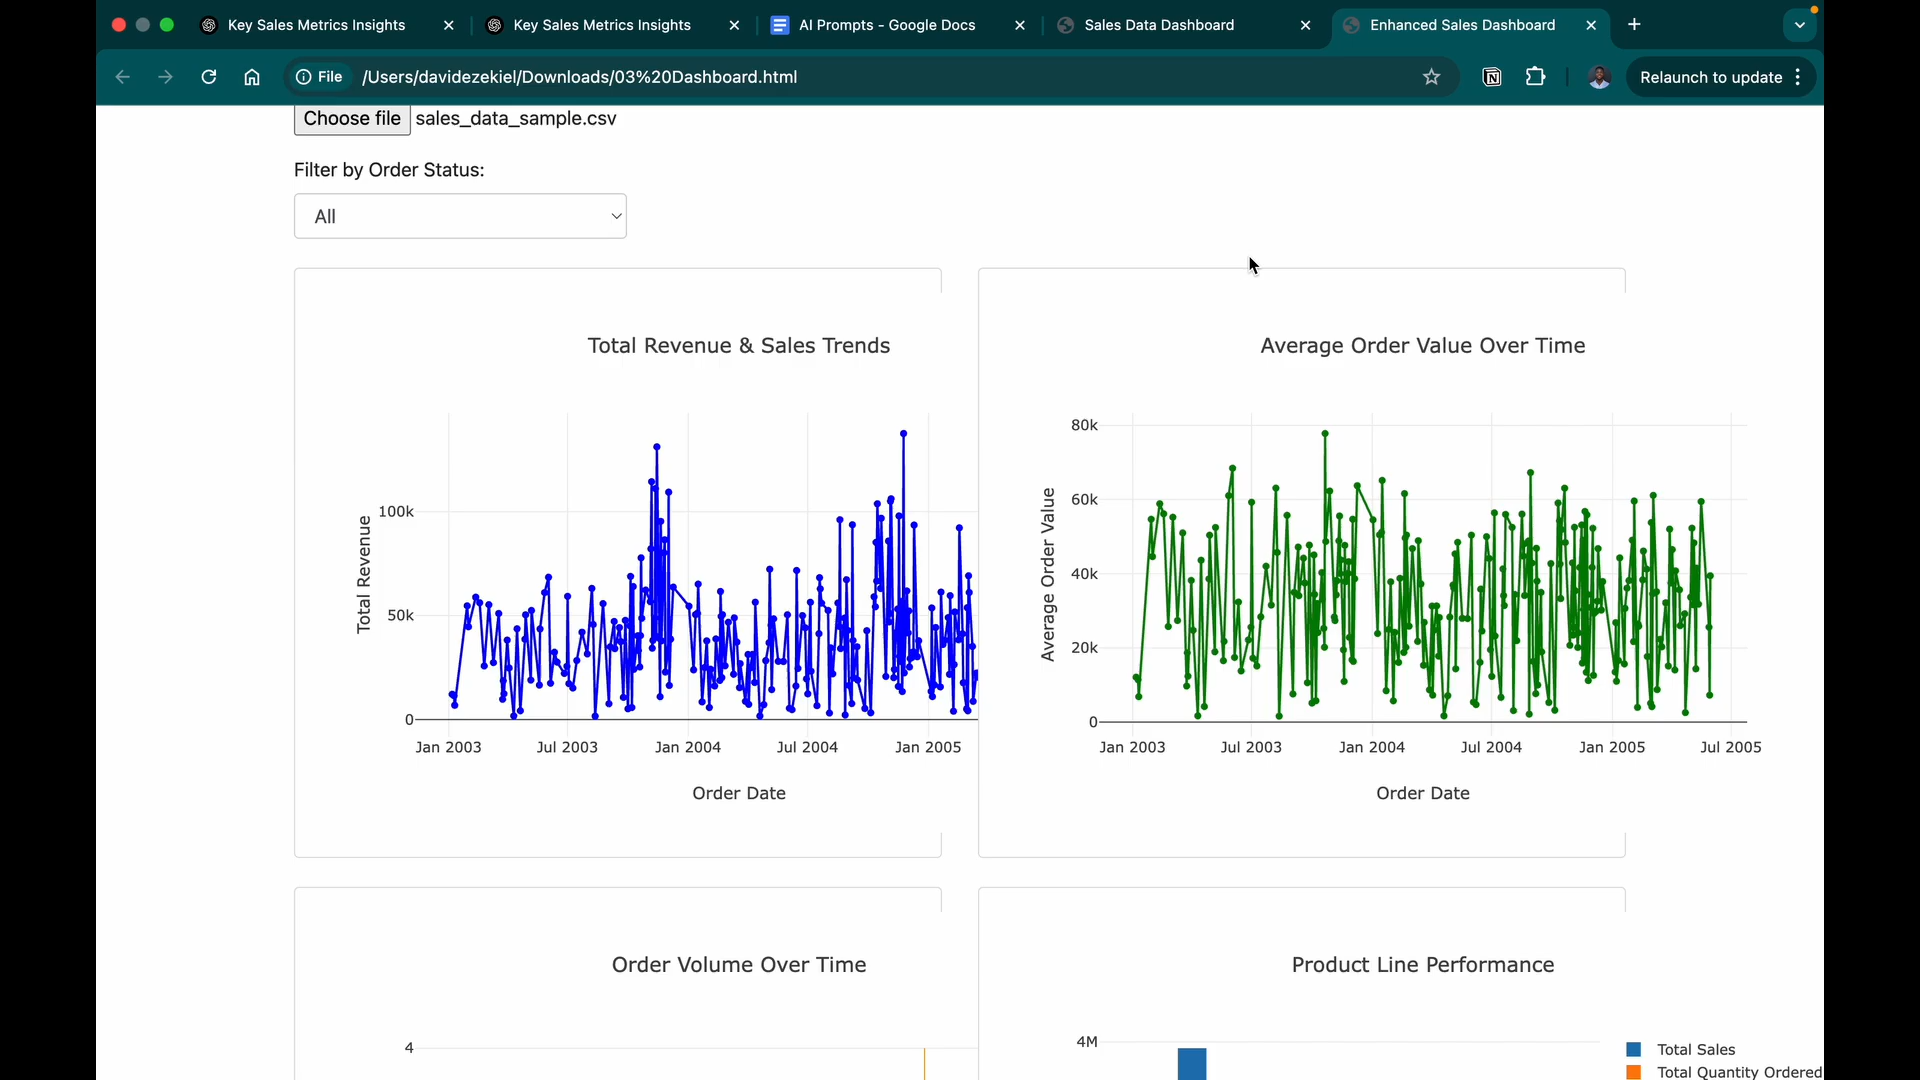 Key Sales Metrics Insights
Key Sales Metrics Insights
AI Prompts - Google Docs
Sales Data Dashboard
Enhanced Sales Dashboard
File
/Users/davidezekiel/Downloads/03%20Dashboard.html
Relaunch to update
Choose file sales_data_sample.csv
Filter by Order Status:
All
Total Revenue & Sales Trends
Total Revenue
100k
50k
0
Jan 2003 Jul 2003 Jan 2004 Jul 2004 Jan 2005
Order Date
Average Order Value Over Time
Average Order Value
80k
60k
40k
20k
0
Jan 2003 Jul 2003 Jan 2004 Jul 2004 Jan 2005 Jul 2005
Order Date
Order Volume Over Time
4
Product Line Performance
4M
Total Sales
Total Quantity Ordered